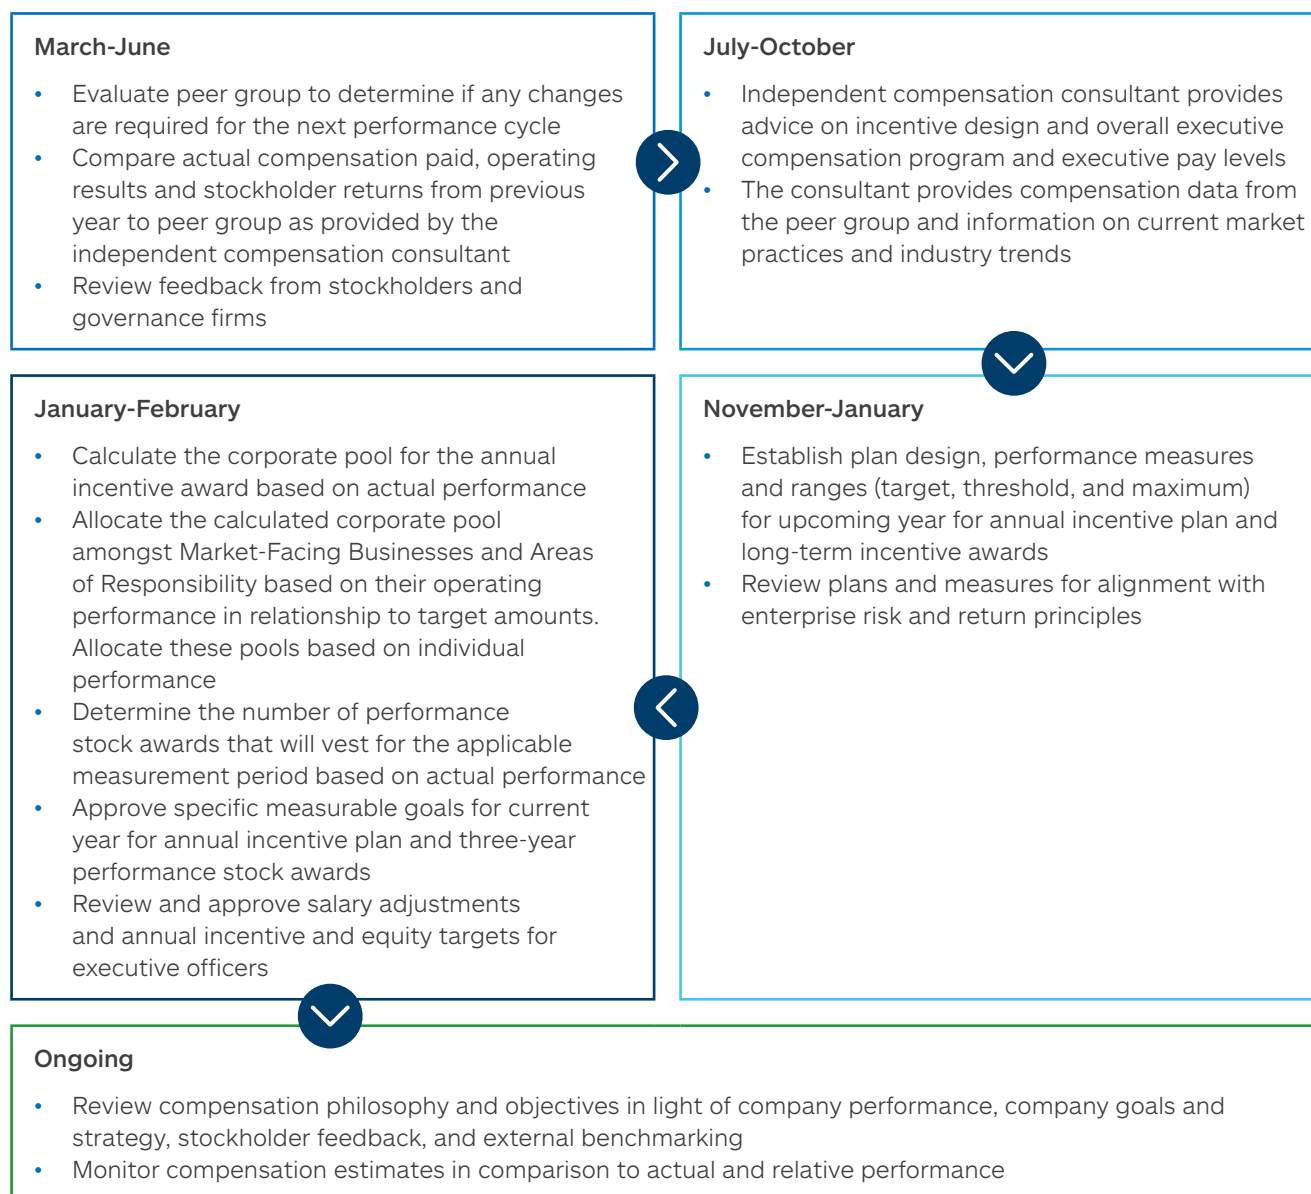 March-June
• Evaluate peer group to determine if any changes
are required for the next performance cycle
• Compare actual compensation paid, operating
results and stockholder returns from previous
year to peer group as provided by the
independent compensation consultant
• Review feedback from stockholders and
governance firms
July-October
• Independent compensation consultant provides
advice on incentive design and overall executive
compensation program and executive pay levels
• The consultant provides compensation data from
the peer group and information on current market
practices and industry trends
November-January
• Establish plan design, performance measures
and ranges (target, threshold, and maximum)
for upcoming year for annual incentive plan and
long-term incentive awards
• Review plans and measures for alignment with
enterprise risk and return principles
January-February
• Calculate the corporate pool for the annual
incentive award based on actual performance
• Allocate the calculated corporate pool
amongst Market-Facing Businesses and Areas
of Responsibility based on their operating
performance in relationship to target amounts.
Allocate these pools based on individual
performance
• Determine the number of performance
stock awards that will vest for the applicable
measurement period based on actual performance
• Approve specific measurable goals for current
year for annual incentive plan and three-year
performance stock awards
• Review and approve salary adjustments
and annual incentive and equity targets for
executive officers
Ongoing
• Review compensation philosophy and objectives in light of company performance, company goals and
strategy, stockholder feedback, and external benchmarking
• Monitor compensation estimates in comparison to actual and relative performance